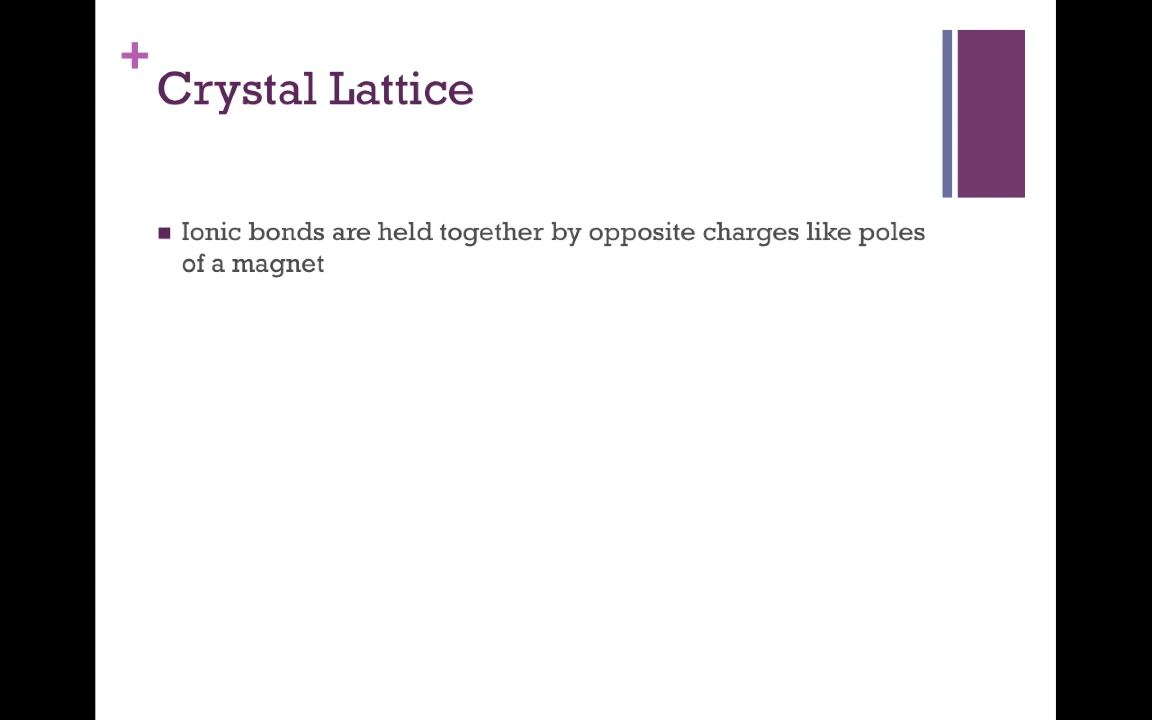 +
Crystal Lattice
■ Ionic bonds are held together by opposite charges like poles
of a magnet